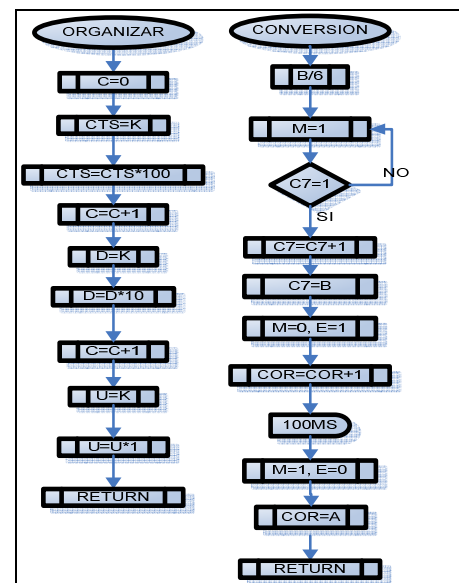 ORGANIZAR
C=0
CTS=K
CTS=CTS*100
C=C+1
D=K
D=D*10
C=C+1
U=K
U=U*1
RETURN
CONVERSION
B/6
M=1
C7=1
NO
SI
C7=C7+1
C7=B
M=0, E=1
COR=COR+1
100MS
M=1, E=0
COR=A
RETURN